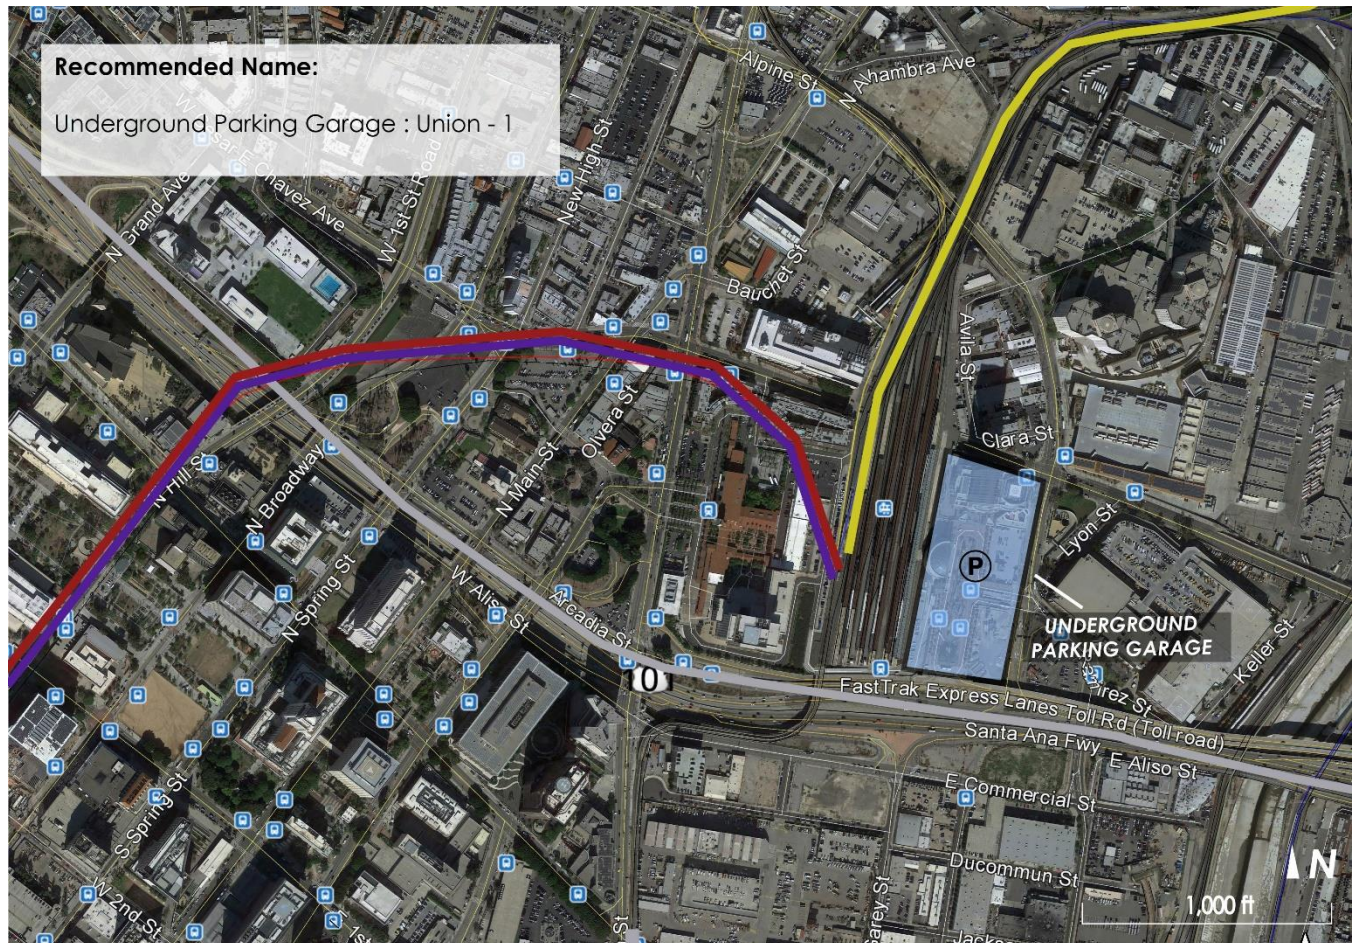 Recommended Name:
Underground Parking Garage : Union - 1
Alpine St
N Alhambra Ave
New High St
W 1st St Road
Chavez Ave
N Grand Ave
Bauchet St
Avila St
Olvera St
Clara St
N Main St
N Hill St
N Broadway
Lyon St
N Spring St
W Aliso St
Arcadia St
P
UNDERGROUND
PARKING GARAGE
Keller St
FastTrak Express Lanes Toll Rd (Toll road)
Santa Ana Fwy
E Aliso St
E Commercial St
S Spring St
Ducommun St
W 2nd St
Garey St
N
1,000 ft